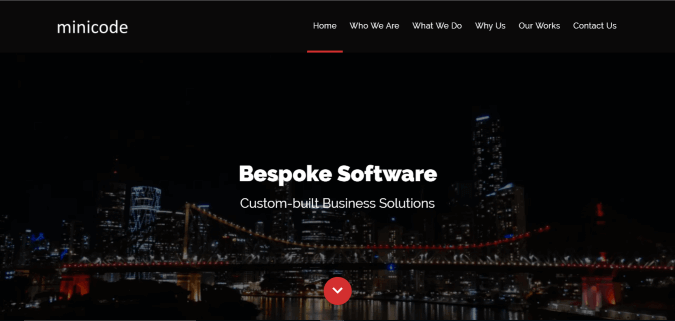 minicode
Home Who We Are What We Do Why Us Our Works Contact Us
Bespoke Software
Custom-built Business Solutions